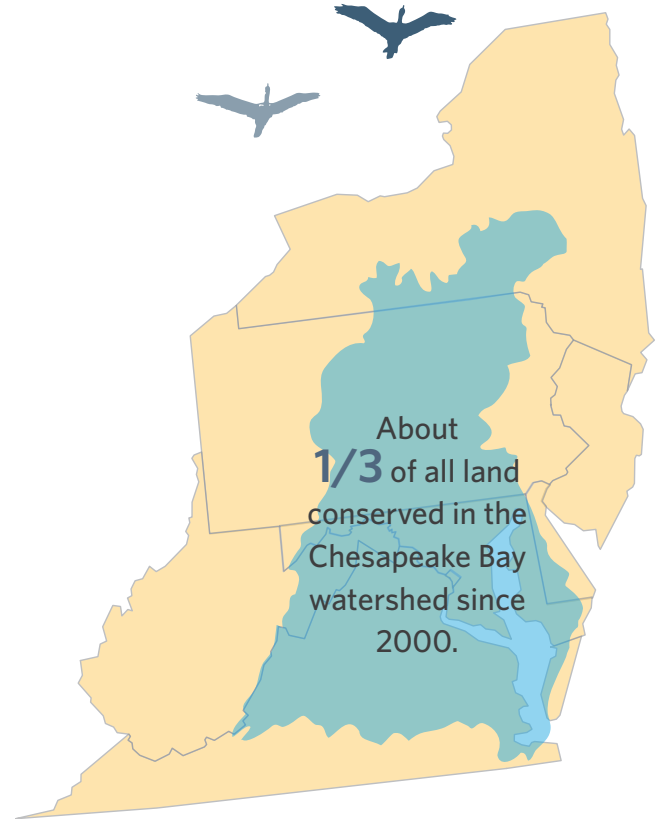 About
1/3 of all land
conserved in the
Chesapeake Bay
watershed since
2000.